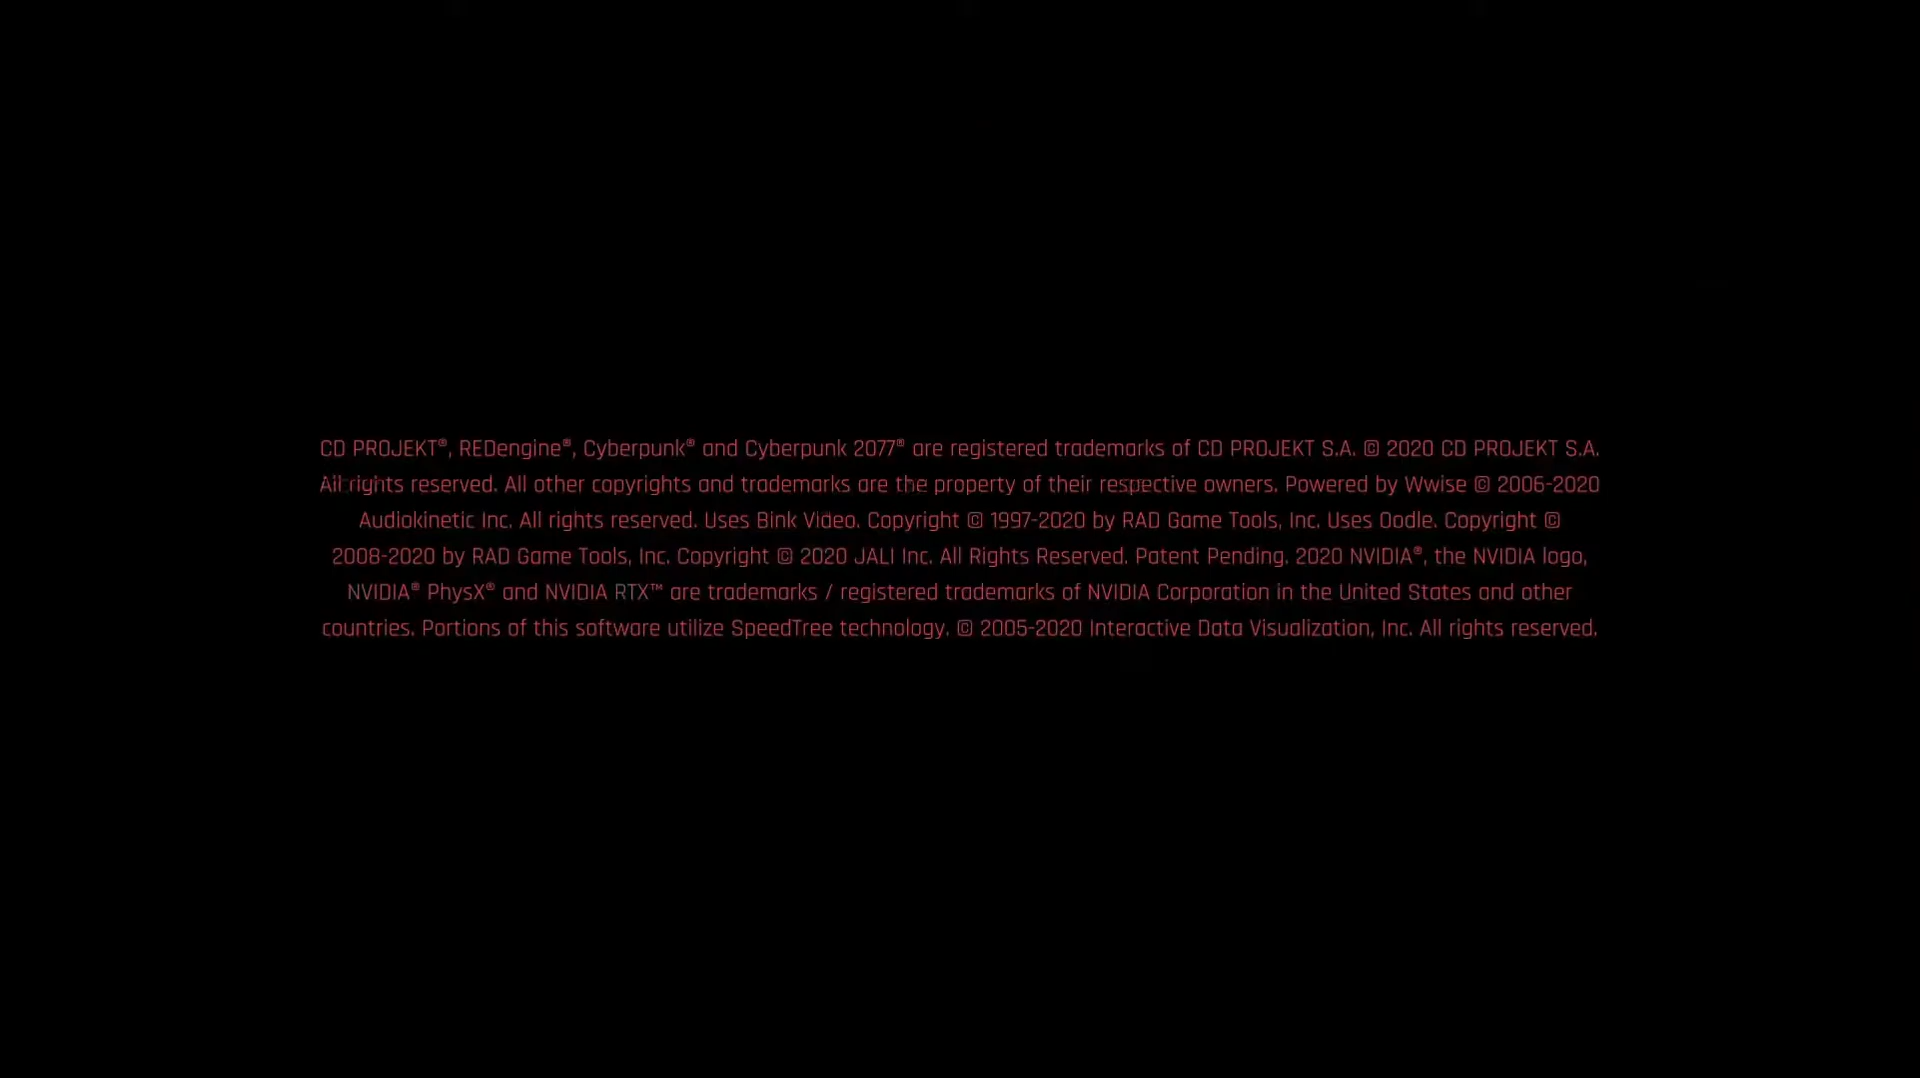 CD PROJEKT®, REDengine®, Cyberpunk® and Cyberpunk 2077® are registered trademarks of CD PROJEKT S.A. © 2020 CD PROJEKT S.A.
All rights reserved. All other copyrights and trademarks are the property of their respective owners. Powered by Wwise © 2006-2020
Audiokinetic Inc. All rights reserved. Uses Bink Video. Copyright © 1997-2020 by RAD Game Tools, Inc. Uses Oodle. Copyright ©
2008-2020 by RAD Game Tools, Inc. Copyright © 2020 JALI Inc. All Rights Reserved. Patent Pending. 2020 NVIDIA®, the NVIDIA logo,
NVIDIA® PhysX® and NVIDIA RTX™ are trademarks / registered trademarks of NVIDIA Corporation in the United States and other
countries. Portions of this software utilize SpeedTree technology. © 2005-2020 Interactive Data Visualization, Inc. All rights reserved.